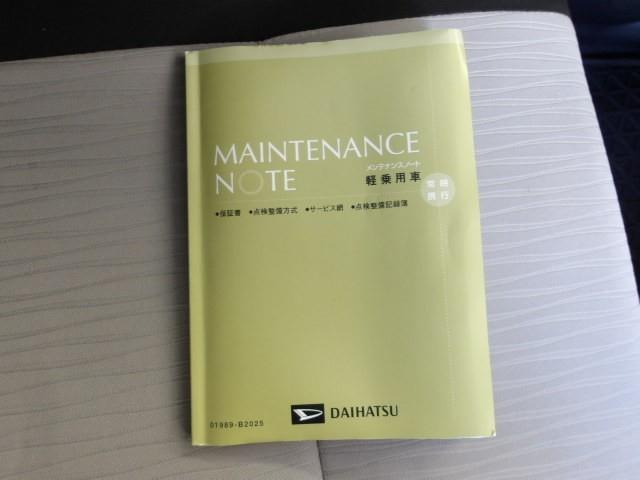 MAINTENANCE
NOTE
メンテナンスノート
軽乗用車
常時
携行
●保証書 ●点検整備方式 ●サービス網 ●点検整備記録簿
DAIHATSU
01989-B2025